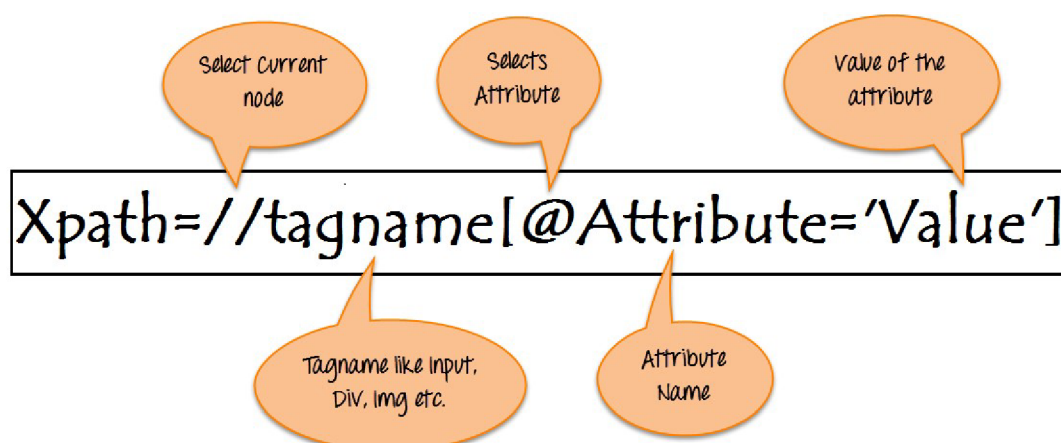 Select Current
node
Selects
Attribute
Value of the
attribute
Xpath=//tagname[@Attribute='Value']
Tagname like Input,
Div, Img etc.
Attribute
Name